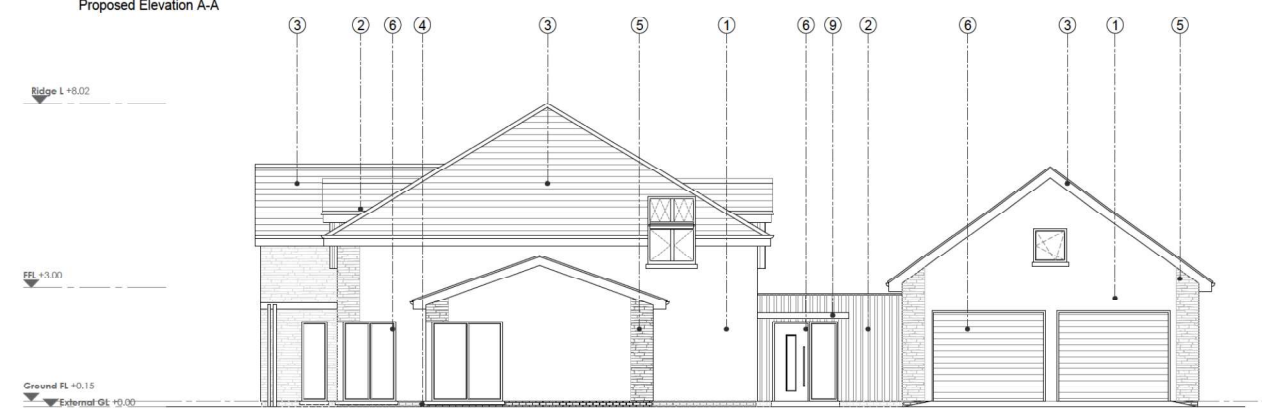 Proposed Elevation A-A
3 2 6 4 3 5 1 6 9 2 6 3 1 5
Ridge L +8.02
FFL +3.00
Ground FL +0.15
External GL +0.00